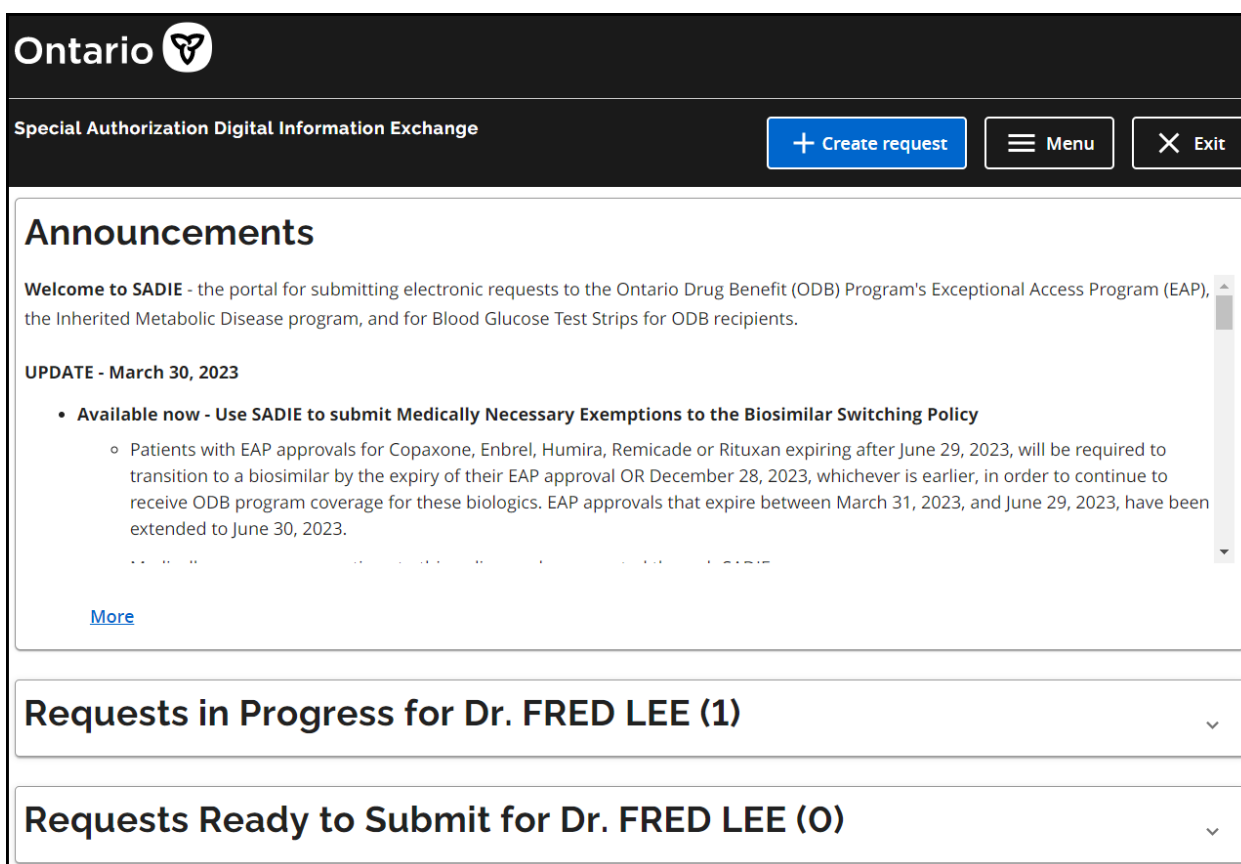 Ontario
Special Authorization Digital Information Exchange
Create request
Menu
Exit
Announcements
Welcome to SADIE - the portal for submitting electronic requests to the Ontario Drug Benefit (ODB) Program's Exceptional Access Program (EAP),
the Inherited Metabolic Disease program, and for Blood Glucose Test Strips for ODB recipients.
UPDATE - March 30, 2023
• Available now - Use SADIE to submit Medically Necessary Exemptions to the Biosimilar Switching Policy
○ Patients with EAP approvals for Copaxone, Enbrel, Humira, Remicade or Rituxan expiring after June 29, 2023, will be required to
transition to a biosimilar by the expiry of their EAP approval OR December 28, 2023, whichever is earlier, in order to continue to
receive ODB program coverage for these biologics. EAP approvals that expire between March 31, 2023, and June 29, 2023, have been
extended to June 30, 2023.
More
Requests in Progress for Dr. FRED LEE (1)
Requests Ready to Submit for Dr. FRED LEE (0)